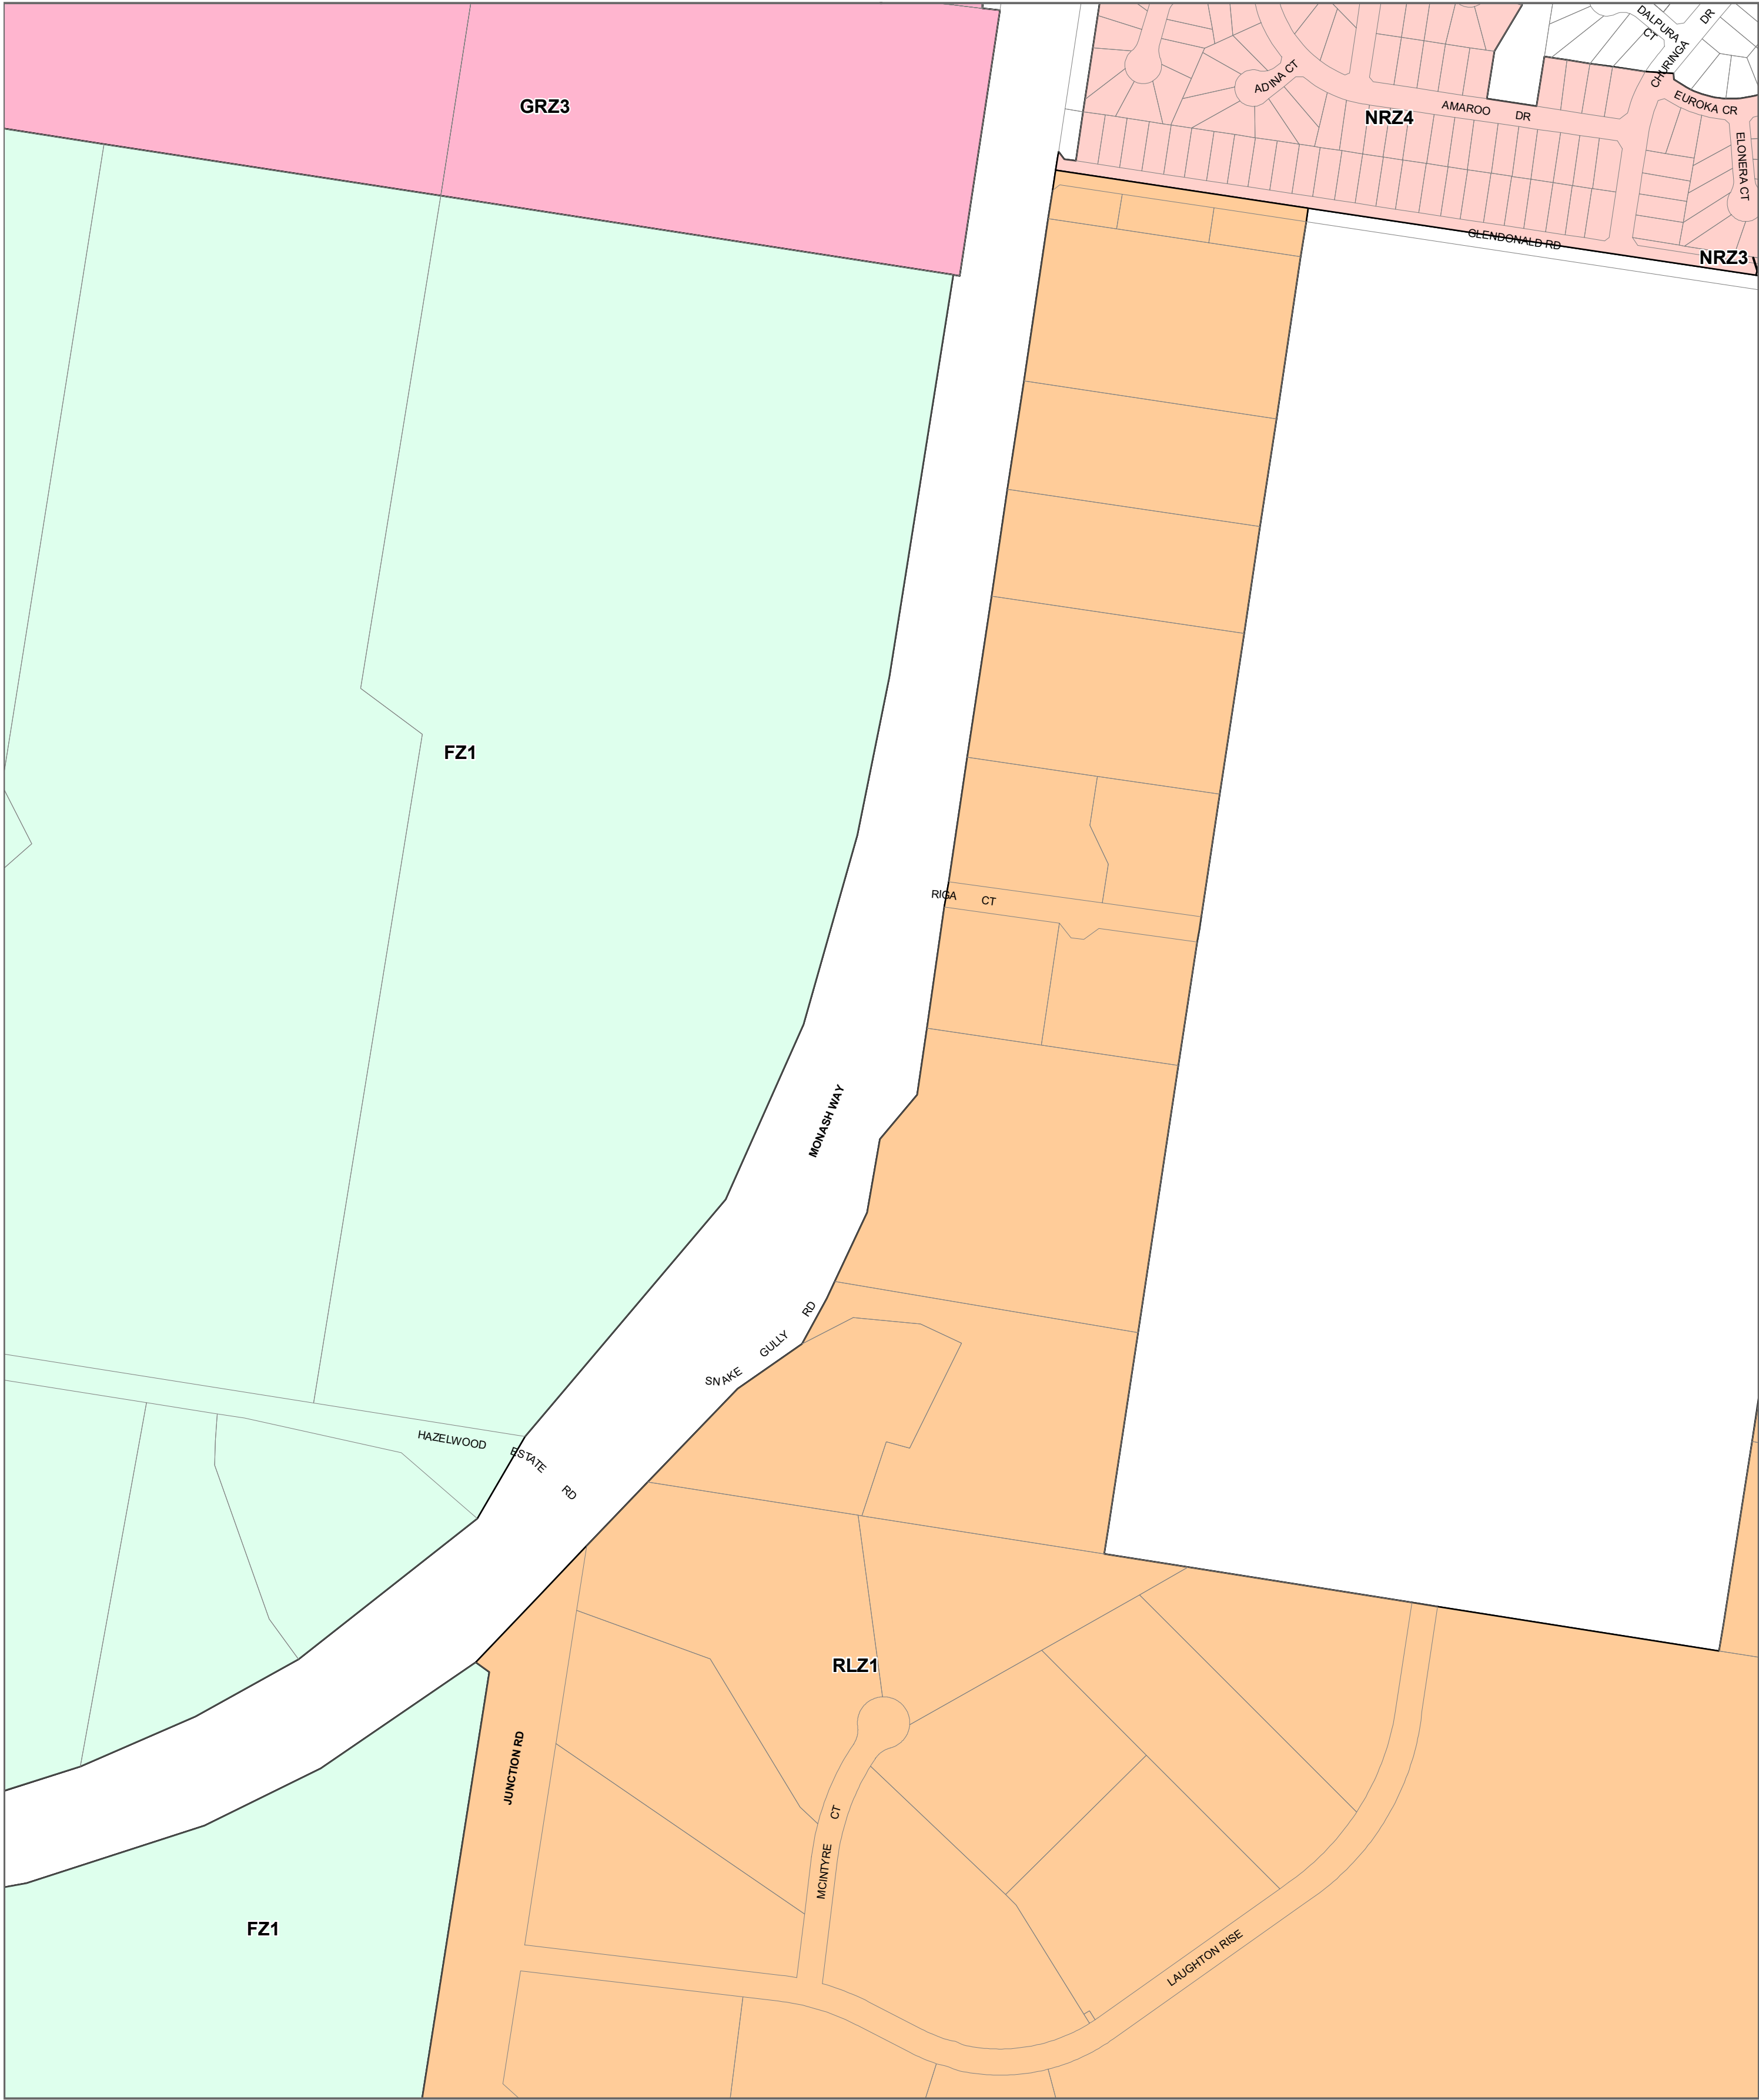 DALPURA
CT
DR
CHURINGA
ADINA CT
GRZ3
NRZ4
AMAROO DR
EUROKA CR
ELONERA CT
GLENDONALD RD
NRZ3
FZ1
RIGA CT
MONASH WAY
SNAKE GULLY RD
HAZELWOOD ESTATE RD
RLZ1
JUNCTION RD
MCINTYRE CT
FZ1
LAUGHTON RISE